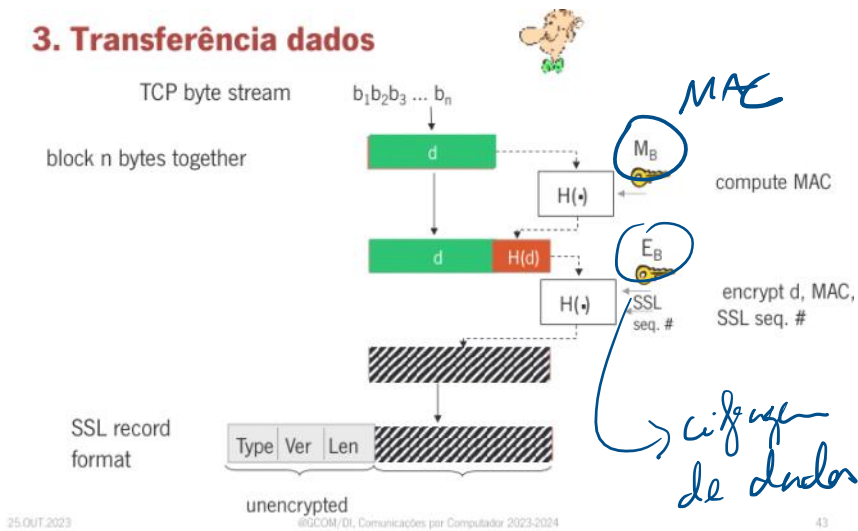 3. Transferência dados
TCP byte stream
b₁b₂b₃ ... bₙ
MAC
block n bytes together
d
M_B
H(•)
compute MAC
d
H(d)
E_B
H(•)
SSL
seq. #
encrypt d, MAC,
SSL seq. #
SSL record
format
Type Ver Len
cifragem
de dados
unencrypted
25.OUT.2023
@GCOM/DI, Comunicações por Computador 2023-2024
43